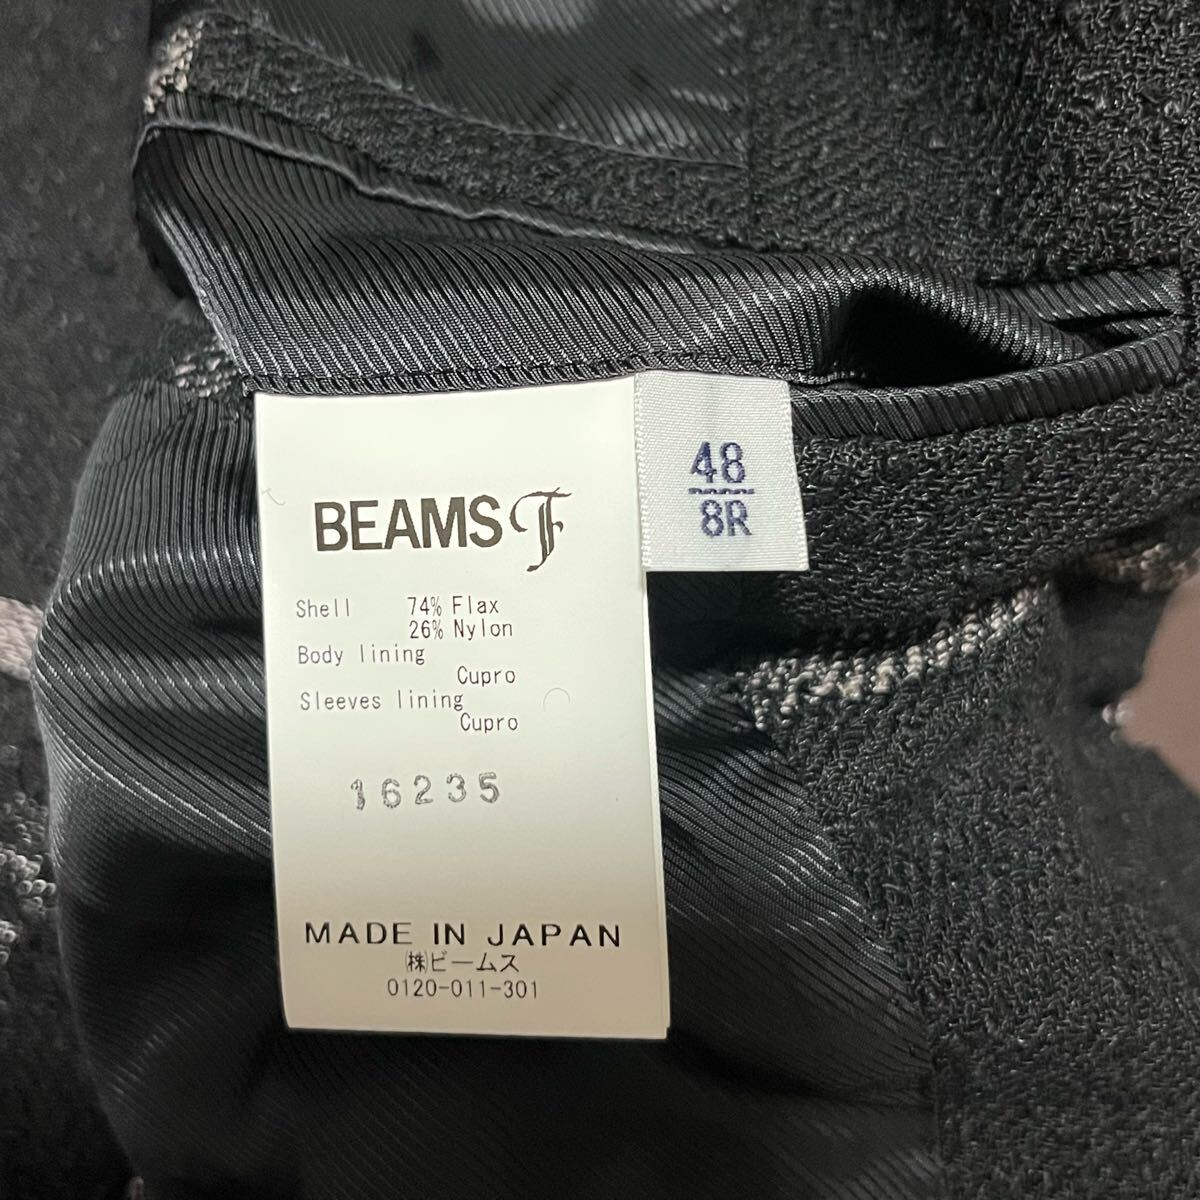 BEAMS F
48
8R
Shell 74% Flax
26% Nylon
Body lining
Cupro
Sleeves lining
Cupro
16235
MADE IN JAPAN
㈱ビームス
0120-011-301